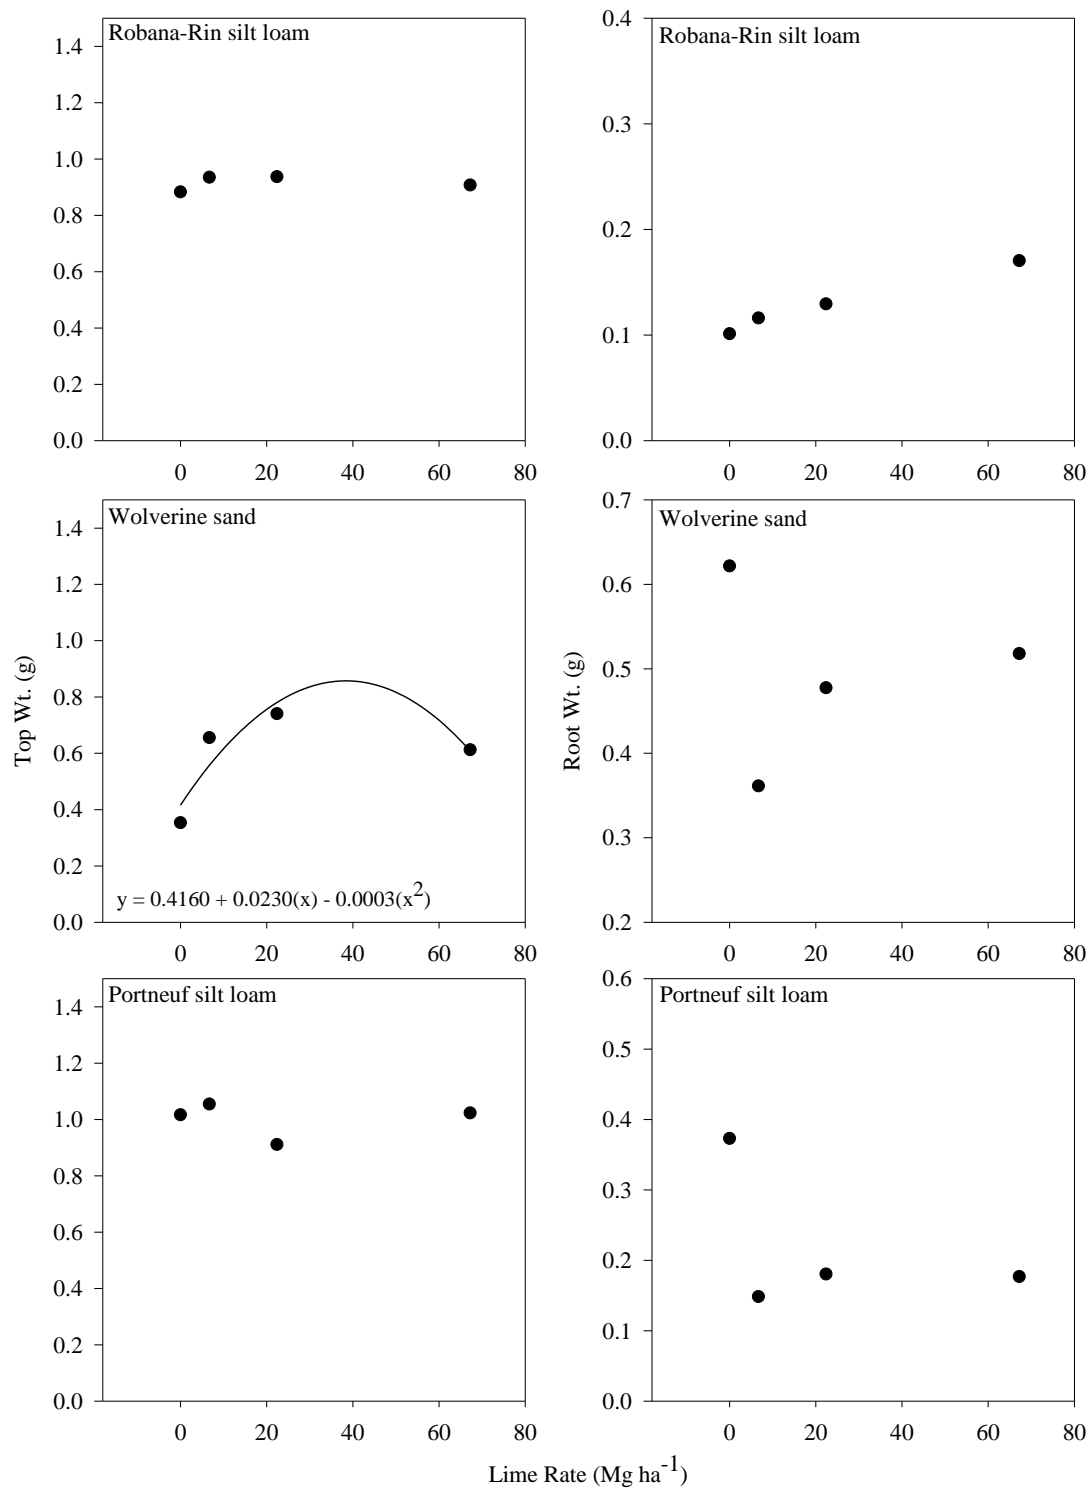 Robana-Rin silt loam
1.4
1.2
1.0
0.8
0.6
0.4
0.2
0.0
0 20 40 60 80
Robana-Rin silt loam
0.4
0.3
0.2
0.1
0.0
0 20 40 60 80
Wolverine sand
1.4
1.2
1.0
0.8
0.6
0.4
0.2
0.0
Top Wt. (g)
y = 0.4160 + 0.0230(x) - 0.0003(x²)
0 20 40 60 80
Wolverine sand
0.7
0.6
0.5
0.4
0.3
0.2
Root Wt. (g)
0 20 40 60 80
Portneuf silt loam
1.4
1.2
1.0
0.8
0.6
0.4
0.2
0.0
0 20 40 60 80
Portneuf silt loam
0.6
0.5
0.4
0.3
0.2
0.1
0.0
0 20 40 60 80
Lime Rate (Mg ha⁻¹)